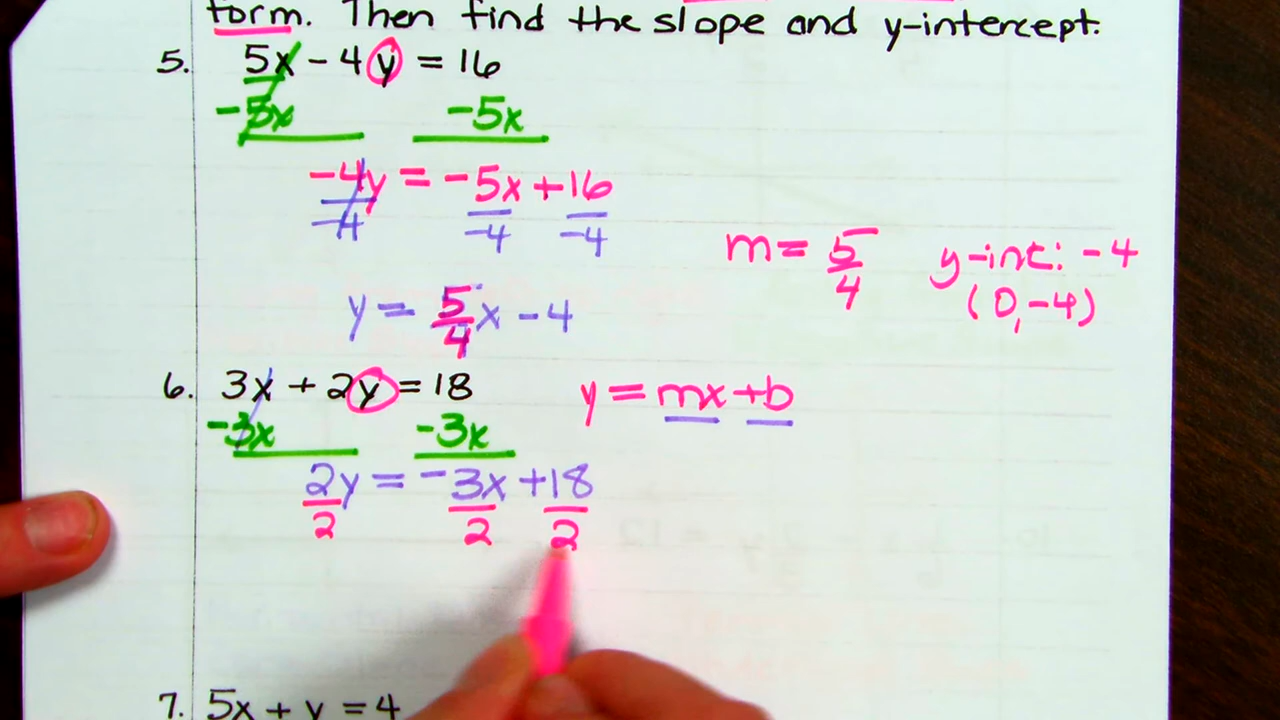 form. Then find the slope and y-intercept.
5. 5x - 4y = 16
-5x -5x
-4y = -5x + 16
-4 -4 -4
m = 5/4 y-int: -4
(0, -4)
y = 5/4x - 4
6. 3x + 2y = 18 y = mx + b
-3x -3x
2y = -3x + 18
2 2 2
7. 5x + y = 4